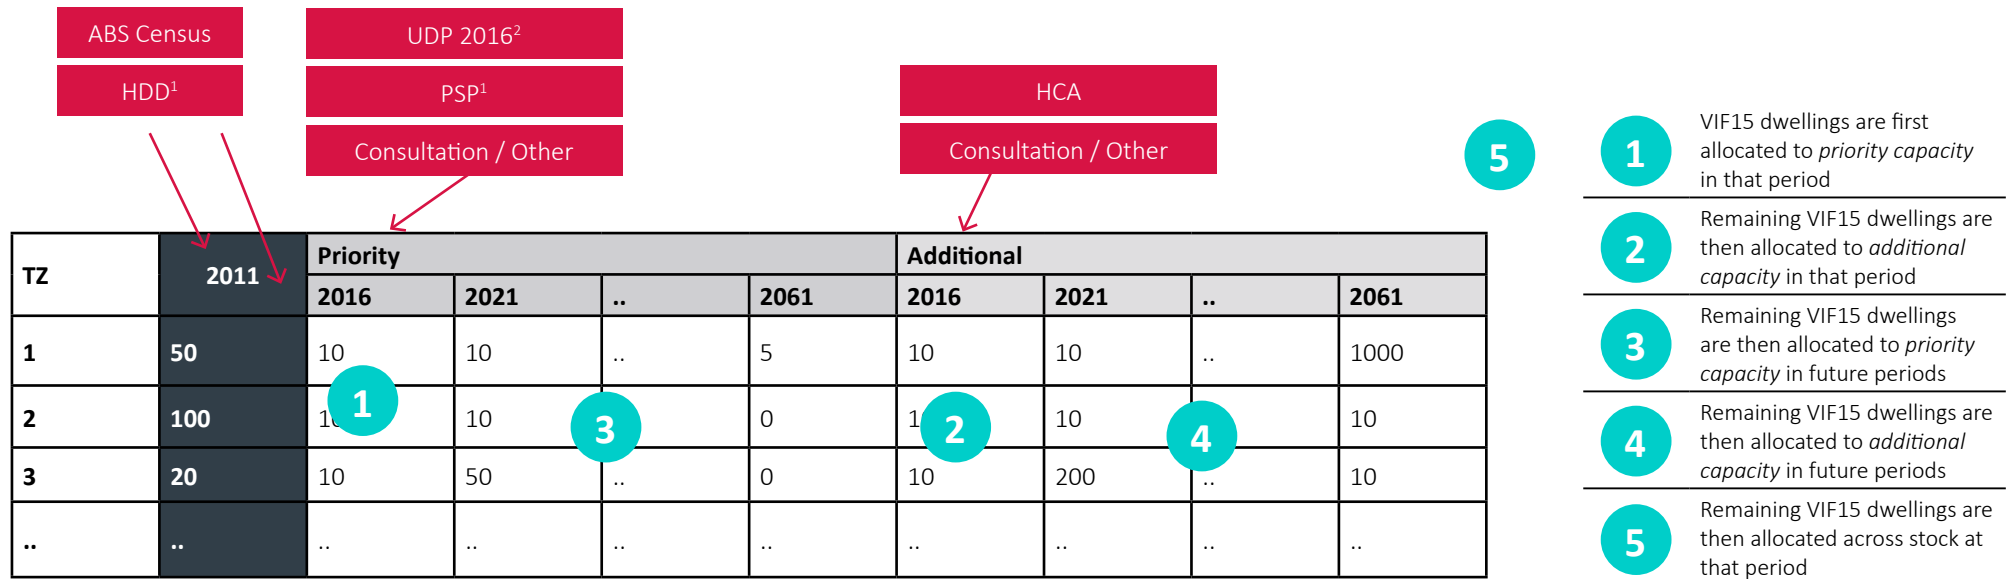 ABS Census
HDD1
UDP 20162
PSP1
Consultation / Other
HCA
Consultation / Other
5
TZ 2011 Priority Additional
2016 2021 .. 2061 2016 2021 .. 2061
1 50 10 10 .. 5 10 10 .. 1000
2 100 10 10 0 10 10 10
3 20 10 50 .. 0 10 200 .. 10
.. .. .. .. .. .. .. .. .. ..
1
3
2
4
1
VIF15 dwellings are first
allocated to priority capacity
in that period
2
Remaining VIF15 dwellings are
then allocated to additional
capacity in that period
3
Remaining VIF15 dwellings
are then allocated to priority
capacity in future periods
4
Remaining VIF15 dwellings are
then allocated to additional
capacity in future periods
5
Remaining VIF15 dwellings are
then allocated across stock at
that period